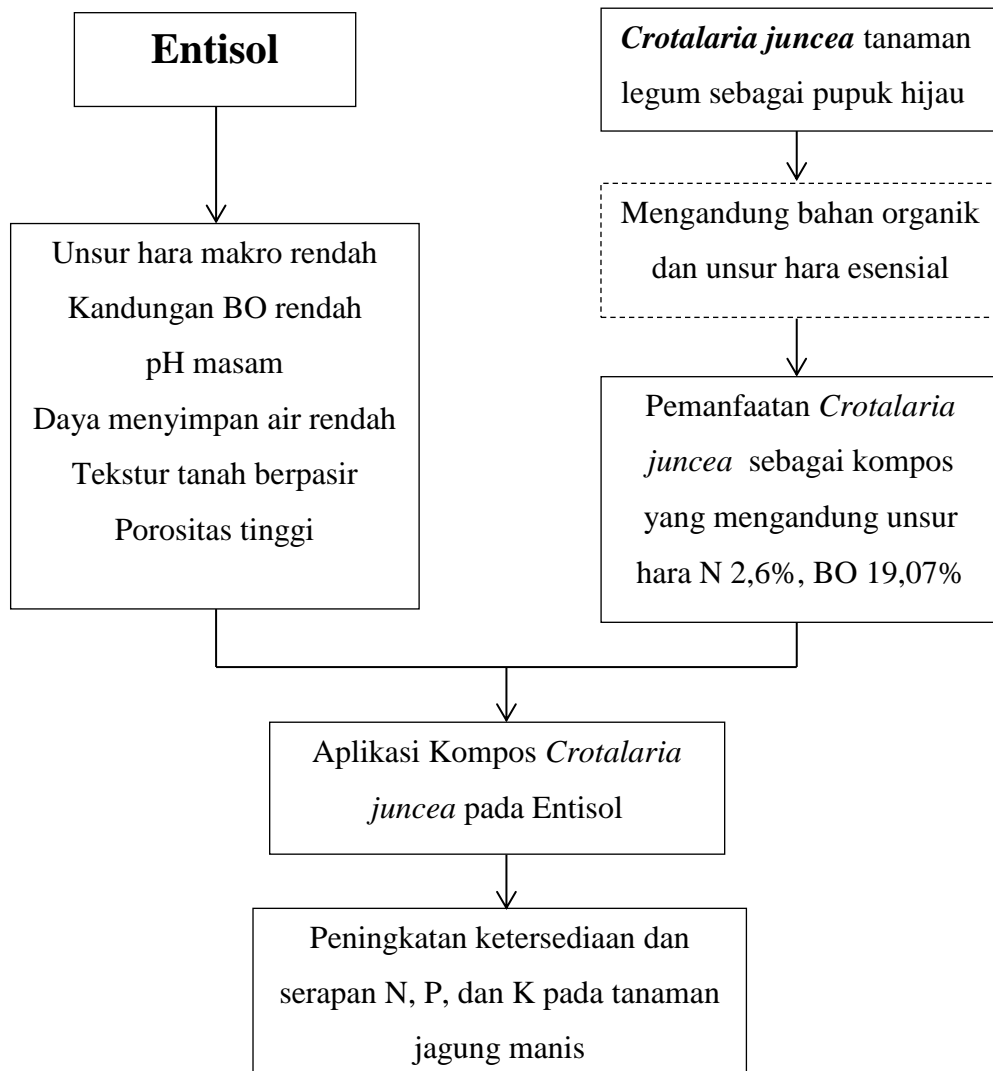 Entisol
Unsur hara makro rendah
Kandungan BO rendah
pH masam
Daya menyimpan air rendah
Tekstur tanah berpasir
Porositas tinggi
Crotalaria juncea tanaman
legum sebagai pupuk hijau
Mengandung bahan organik
dan unsur hara esensial
Pemanfaatan Crotalaria
juncea sebagai kompos
yang mengandung unsur
hara N 2,6%, BO 19,07%
Aplikasi Kompos Crotalaria
juncea pada Entisol
Peningkatan ketersediaan dan
serapan N, P, dan K pada tanaman
jagung manis